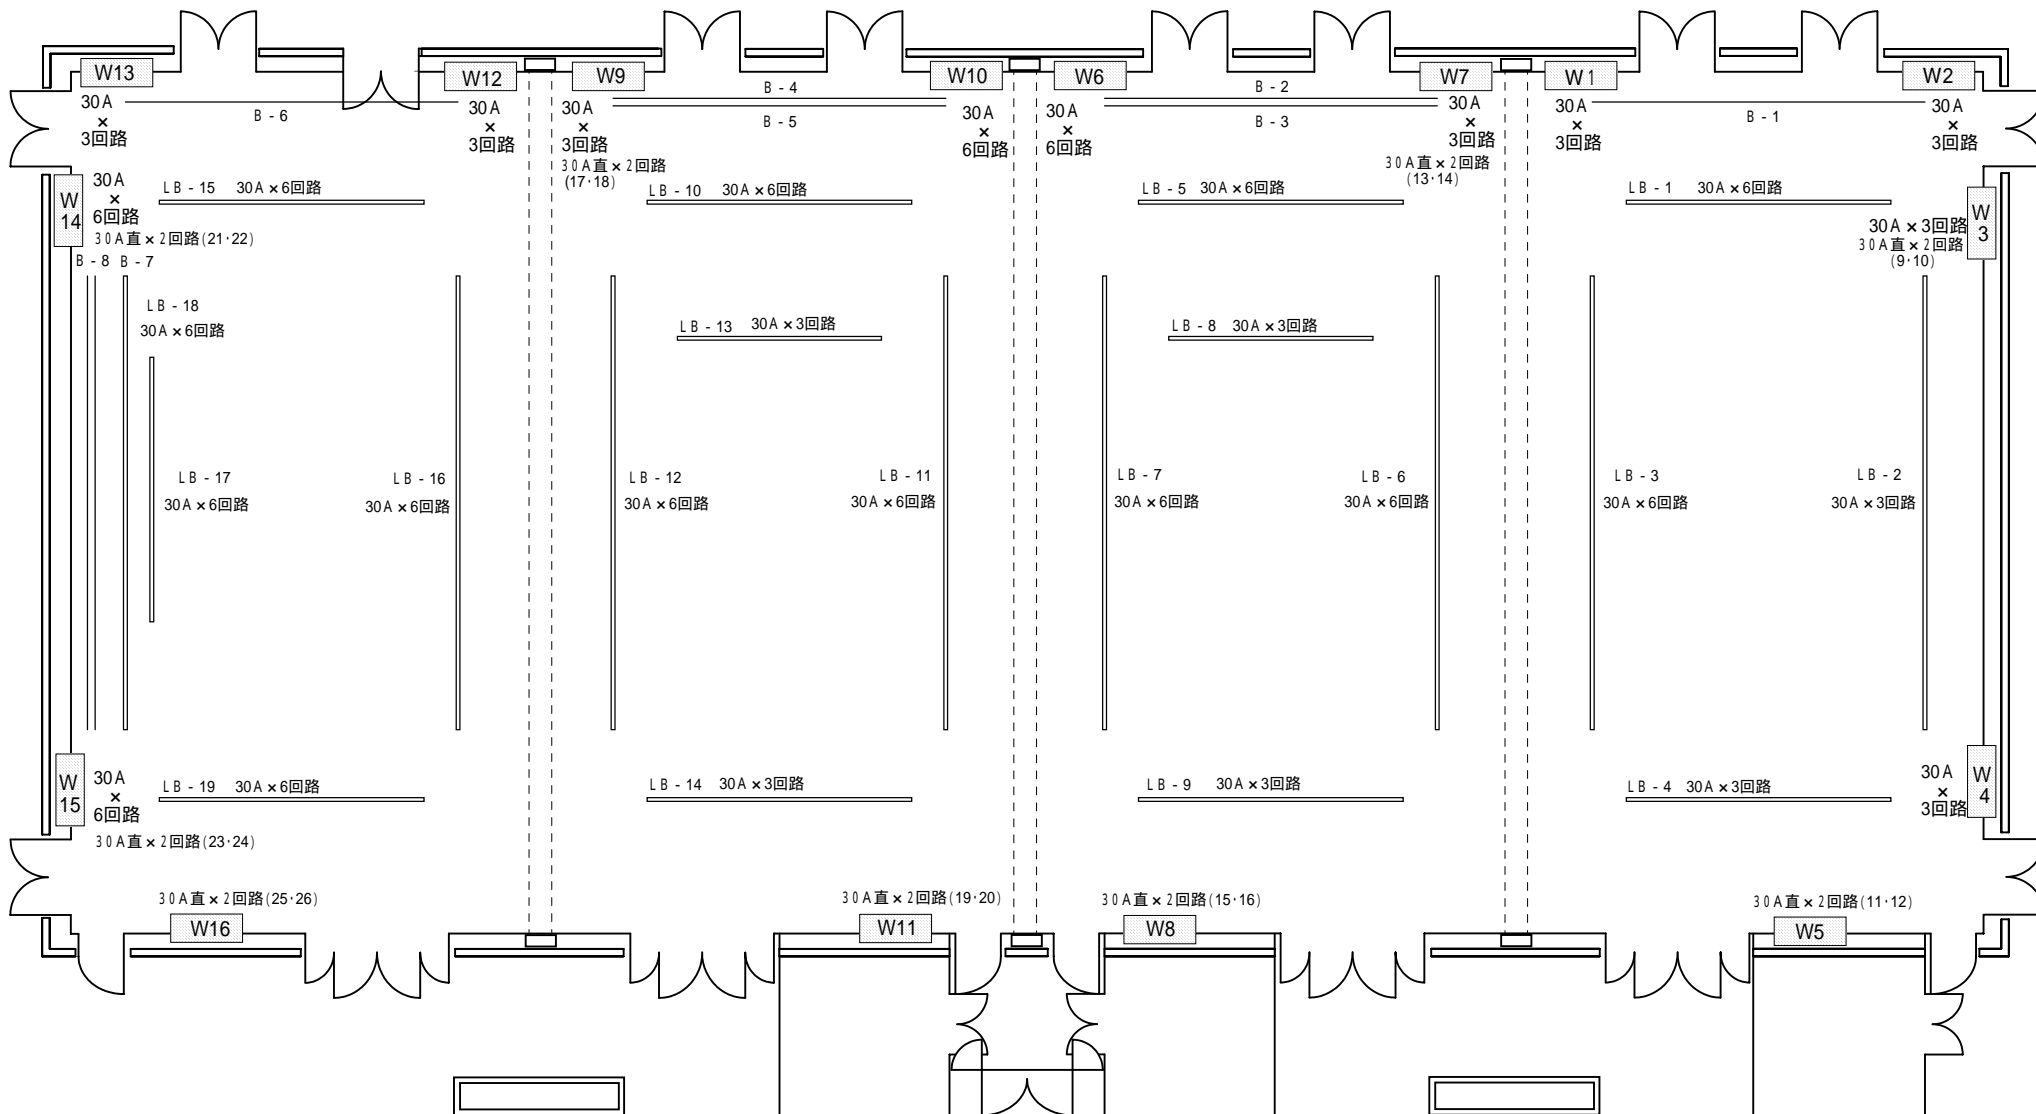 W13
W12
W9
W10
W6
W7
W1
W2
B-4
B-2
30A
×
3回路
B-6
30A
×
3回路
30A
×
3回路
B-5
30A
×
6回路
30A
×
6回路
B-3
30A
×
3回路
30A
×
3回路
B-1
30A
×
3回路
30A直×2回路
(17·18)
30A直×2回路
(13·14)
W
14
30A
×
6回路
LB-15 30A×6回路
LB-10 30A×6回路
LB-5 30A×6回路
LB-1 30A×6回路
W
3
30A×3回路
30A直×2回路
(9·10)
30A直×2回路(21·22)
B-8 B-7
LB-18
30A×6回路
LB-13 30A×3回路
LB-8 30A×3回路
LB-17
30A×6回路
LB-16
30A×6回路
LB-12
30A×6回路
LB-11
30A×6回路
LB-7
30A×6回路
LB-6
30A×6回路
LB-3
30A×6回路
LB-2
30A×3回路
W
15
30A
×
6回路
LB-19 30A×6回路
LB-14 30A×3回路
LB-9 30A×3回路
LB-4 30A×3回路
30A
×
3回路
W
4
30A直×2回路(23·24)
30A直×2回路(25·26)
30A直×2回路(19·20)
30A直×2回路(15·16)
30A直×2回路(11·12)
W16
W11
W8
W5